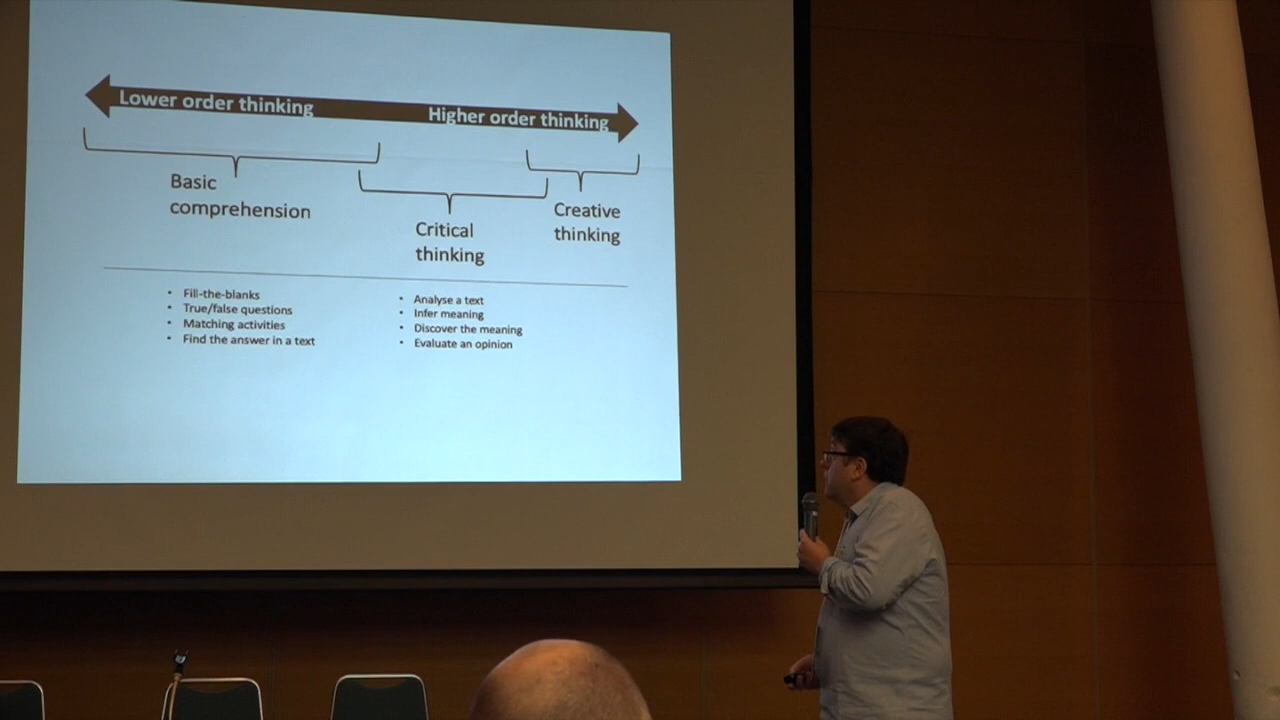 Lower order thinking
Higher order thinking
Basic
comprehension
Critical
thinking
Creative
thinking
• Fill-the-blanks
• True/false questions
• Matching activities
• Find the answer in a text
• Analyse a text
• Infer meaning
• Discover the meaning
• Evaluate an opinion